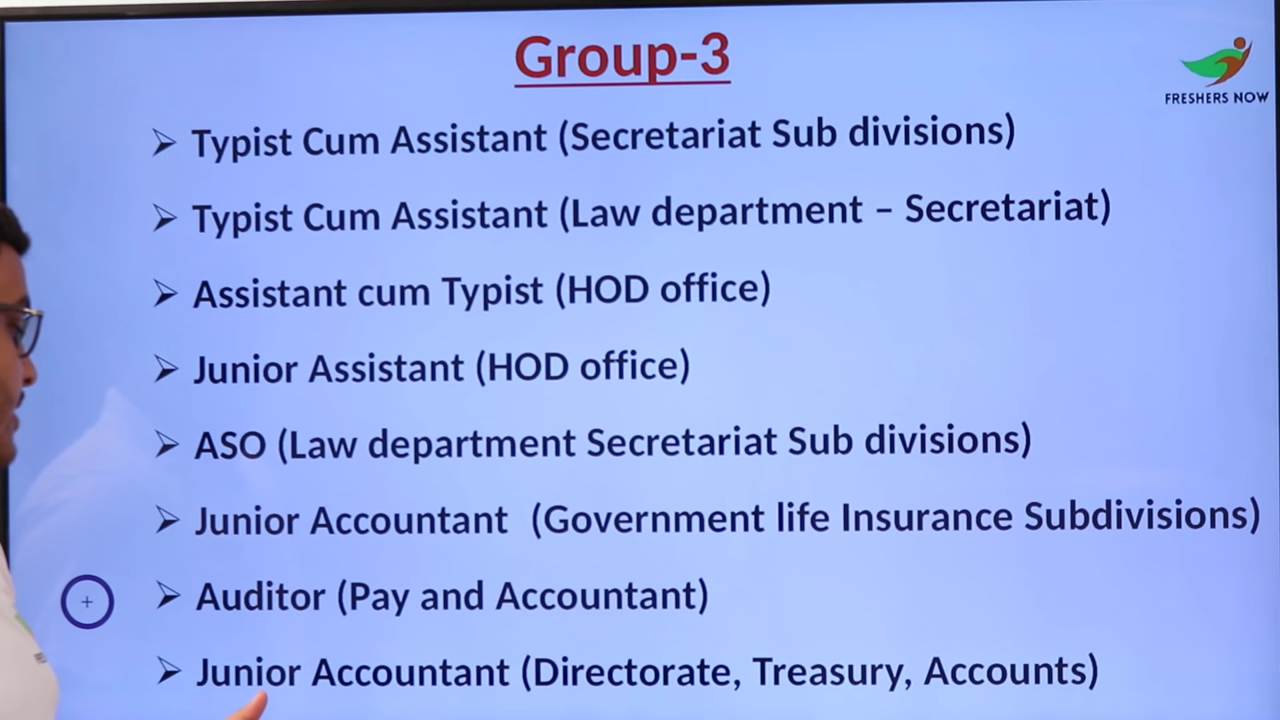 Group-3
FRESHERS NOW
➢ Typist Cum Assistant (Secretariat Sub divisions)
➢ Typist Cum Assistant (Law department – Secretariat)
➢ Assistant cum Typist (HOD office)
➢ Junior Assistant (HOD office)
➢ ASO (Law department Secretariat Sub divisions)
➢ Junior Accountant (Government life Insurance Subdivisions)
➢ Auditor (Pay and Accountant)
➢ Junior Accountant (Directorate, Treasury, Accounts)